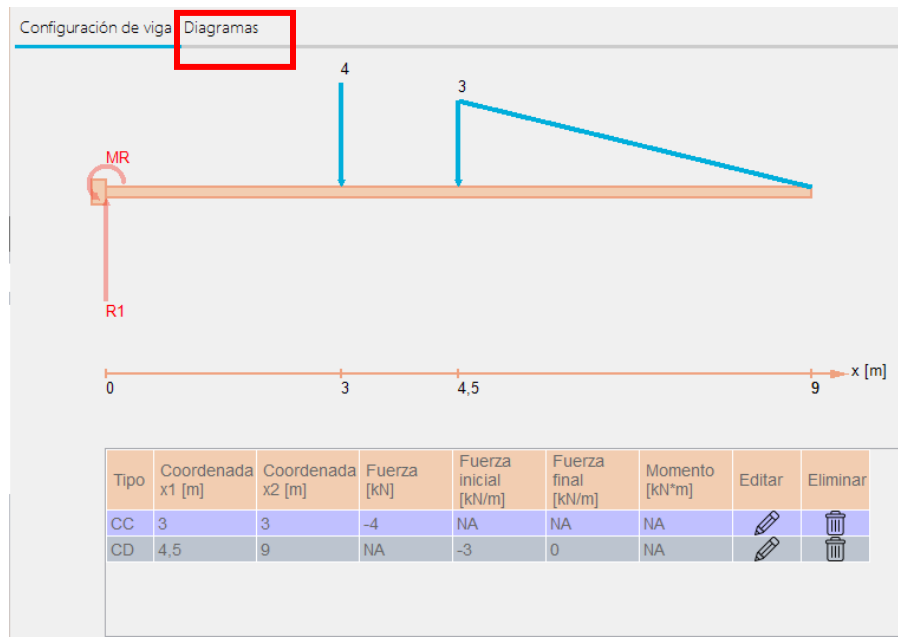 Configuración de viga Diagramas
4
3
MR
R1
x [m]
0 3 4,5 9
Tipo Coordenada x1 [m] Coordenada x2 [m] Fuerza [kN] Fuerza inicial [kN/m] Fuerza final [kN/m] Momento [kN*m] Editar Eliminar
CC 3 3 -4 NA NA NA
CD 4,5 9 NA -3 0 NA